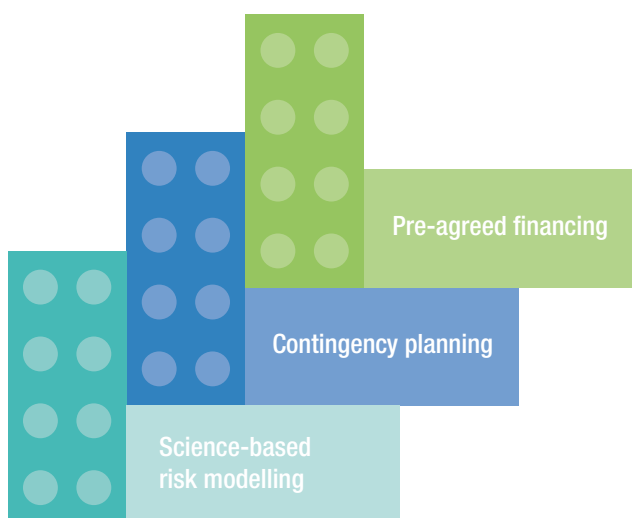 Pre-agreed financing
Contingency planning
Science-based
risk modelling